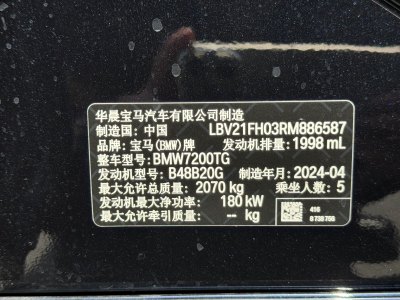 华晨宝马汽车有限公司制造
制造国: 中国 LBV21FH03RM886587
品牌: 宝马(BMW)牌 发动机排量: 1998 mL
整车型号: BMW7200TG
发动机型号: B48B20G 制造年月: 2024-04
最大允许总质量: 2070 kg 乘坐人数: 5
发动机最大净功率: 180 kW
最大允许牵引质量: -- kg
416
8738756